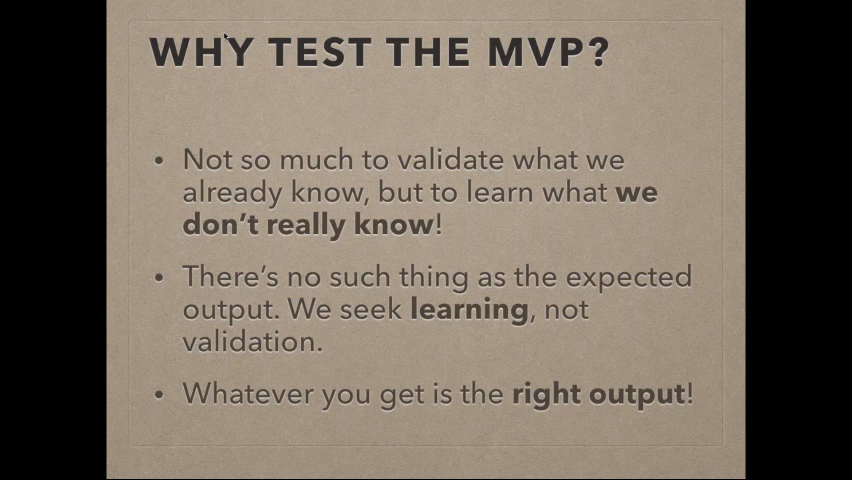 WHY TEST THE MVP?
• Not so much to validate what we
already know, but to learn what we
don’t really know!
• There’s no such thing as the expected
output. We seek learning, not
validation.
• Whatever you get is the right output!